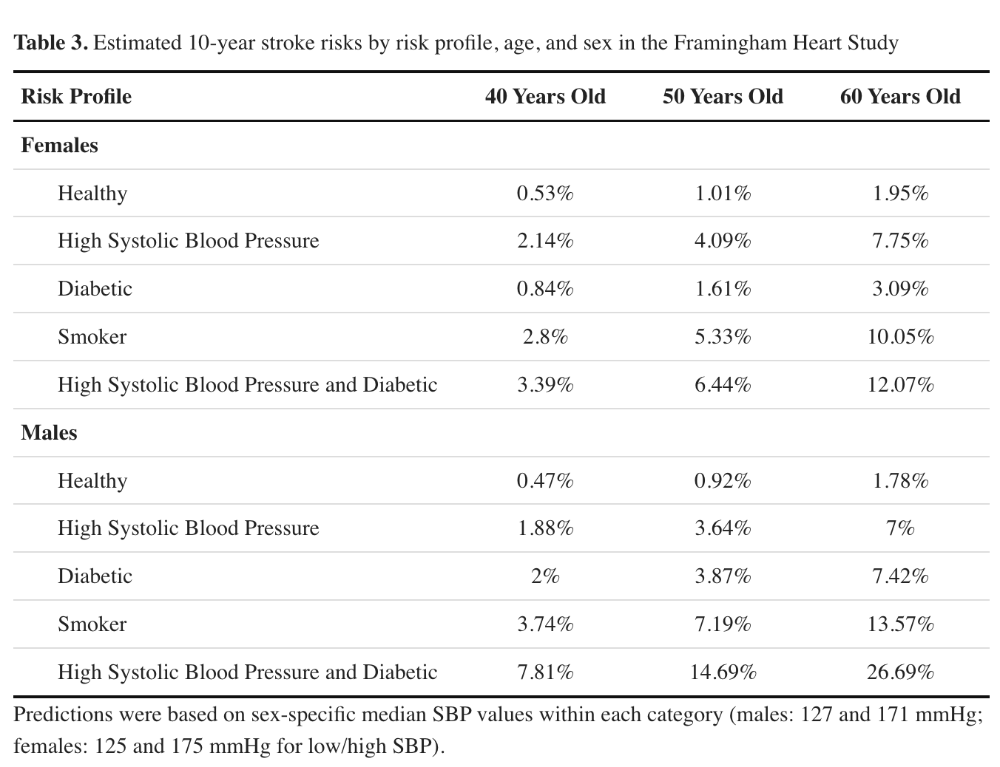 Table 3. Estimated 10-year stroke risks by risk profile, age, and sex in the Framingham Heart Study
Risk Profile 40 Years Old 50 Years Old 60 Years Old
Females
Healthy 0.53% 1.01% 1.95%
High Systolic Blood Pressure 2.14% 4.09% 7.75%
Diabetic 0.84% 1.61% 3.09%
Smoker 2.8% 5.33% 10.05%
High Systolic Blood Pressure and Diabetic 3.39% 6.44% 12.07%
Males
Healthy 0.47% 0.92% 1.78%
High Systolic Blood Pressure 1.88% 3.64% 7%
Diabetic 2% 3.87% 7.42%
Smoker 3.74% 7.19% 13.57%
High Systolic Blood Pressure and Diabetic 7.81% 14.69% 26.69%
Predictions were based on sex-specific median SBP values within each category (males: 127 and 171 mmHg;
females: 125 and 175 mmHg for low/high SBP).